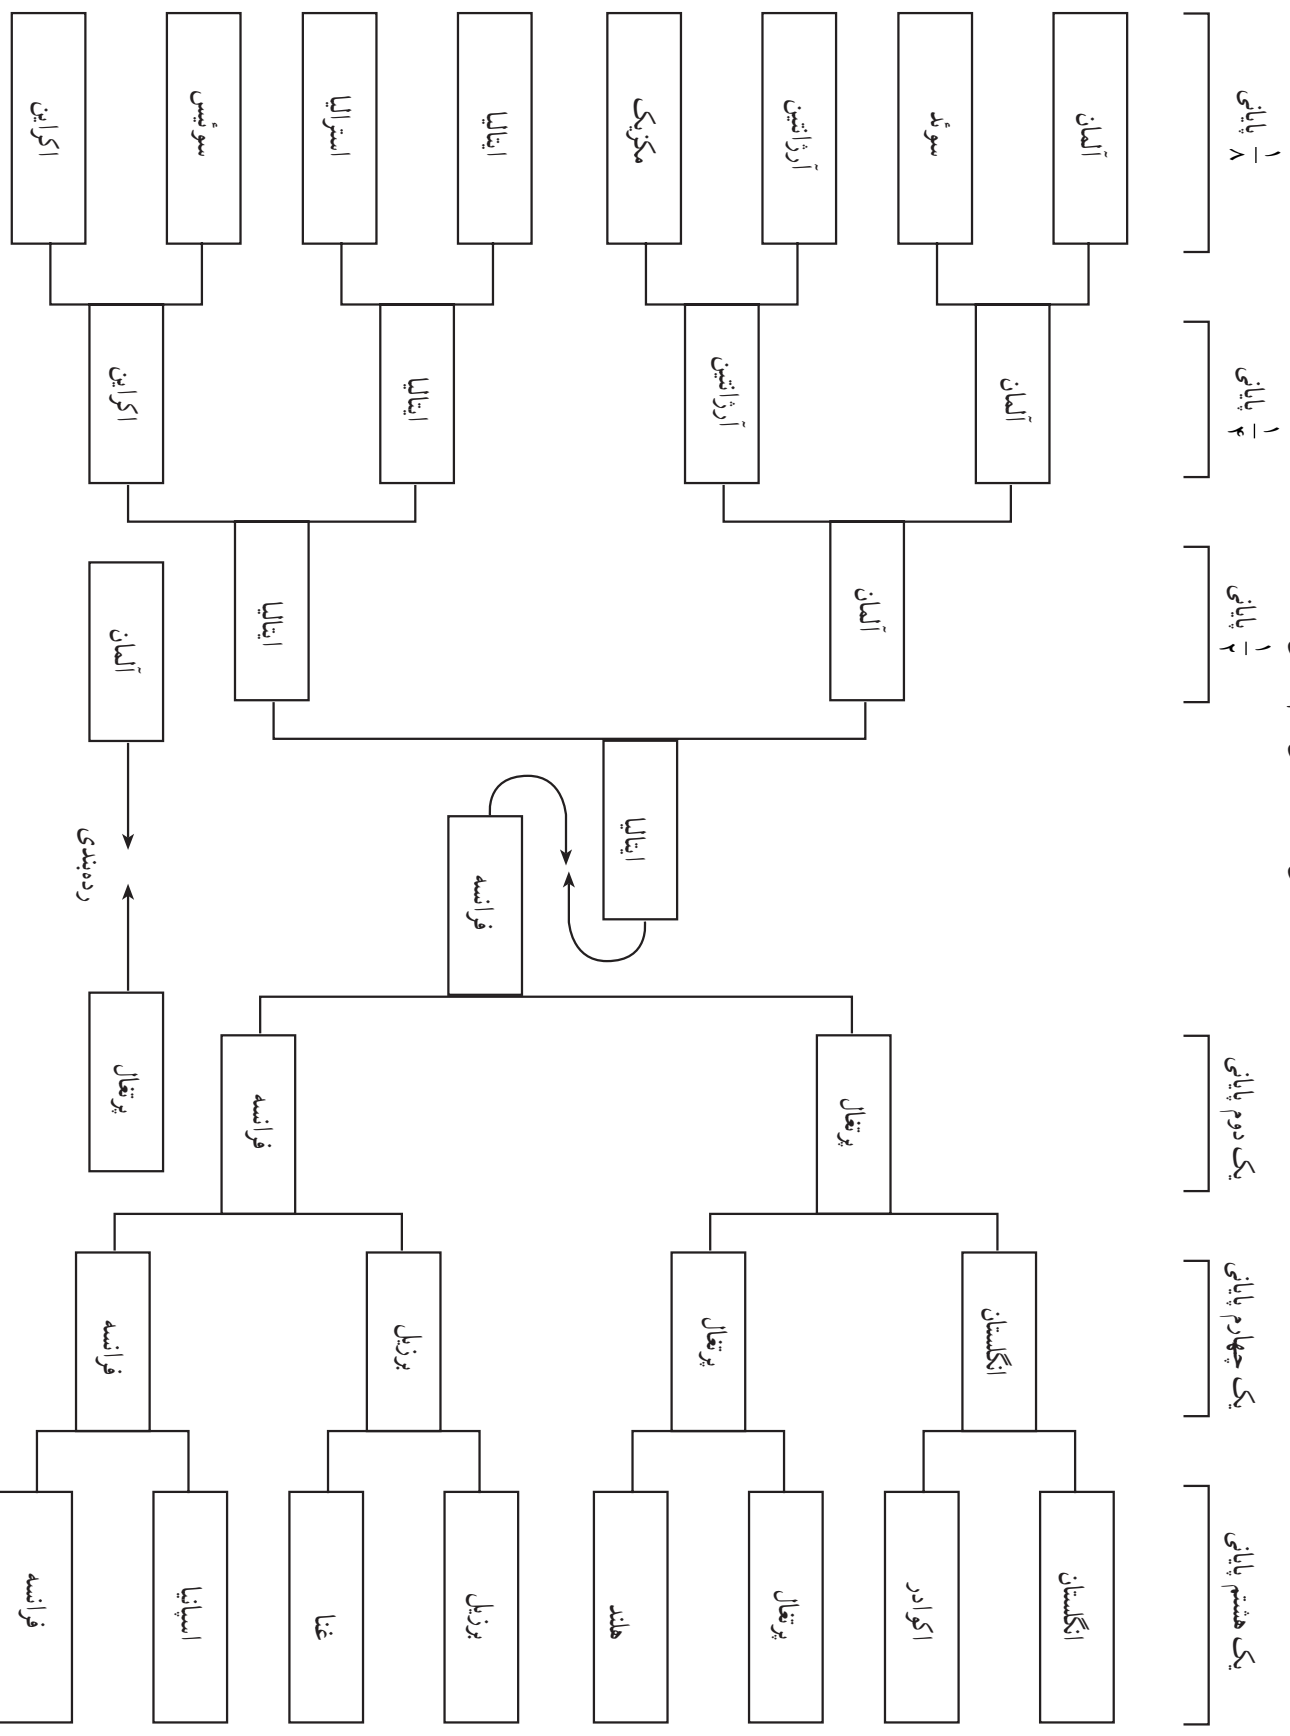 ۱/۸ پایانی
آلمان
سوئد
آرژانتین
مکزیک
ایتالیا
استرالیا
سوئیس
اکراین
۱/۴ پایانی
آلمان
آرژانتین
ایتالیا
اکراین
۱/۲ پایانی
آلمان
ایتالیا
آلمان
ایتالیا
فرانسه
رده‌بندی
پرتغال
یک دوم پایانی
پرتغال
فرانسه
یک چهارم پایانی
انگلستان
پرتغال
برزیل
فرانسه
یک هشتم پایانی
انگلستان
اکوادر
پرتغال
هلند
برزیل
غنا
اسپانیا
فرانسه